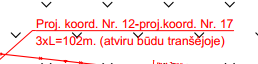 Proj. koord. Nr. 12-proj.koord. Nr. 17
3xL=102m. (atviru būdu tranšėjoje)